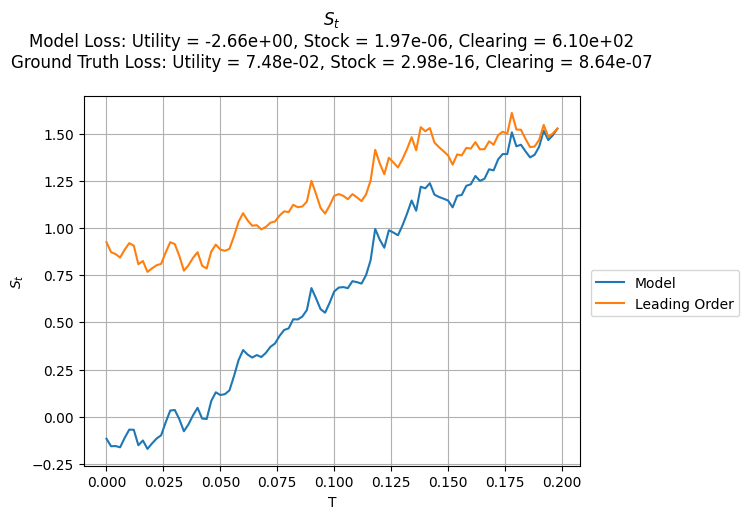 S_t
Model Loss: Utility = -2.66e+00, Stock = 1.97e-06, Clearing = 6.10e+02
Ground Truth Loss: Utility = 7.48e-02, Stock = 2.98e-16, Clearing = 8.64e-07
1.50
1.25
1.00
0.75
0.50
0.25
0.00
−0.25
S_t
0.000 0.025 0.050 0.075 0.100 0.125 0.150 0.175 0.200
T
Model
Leading Order